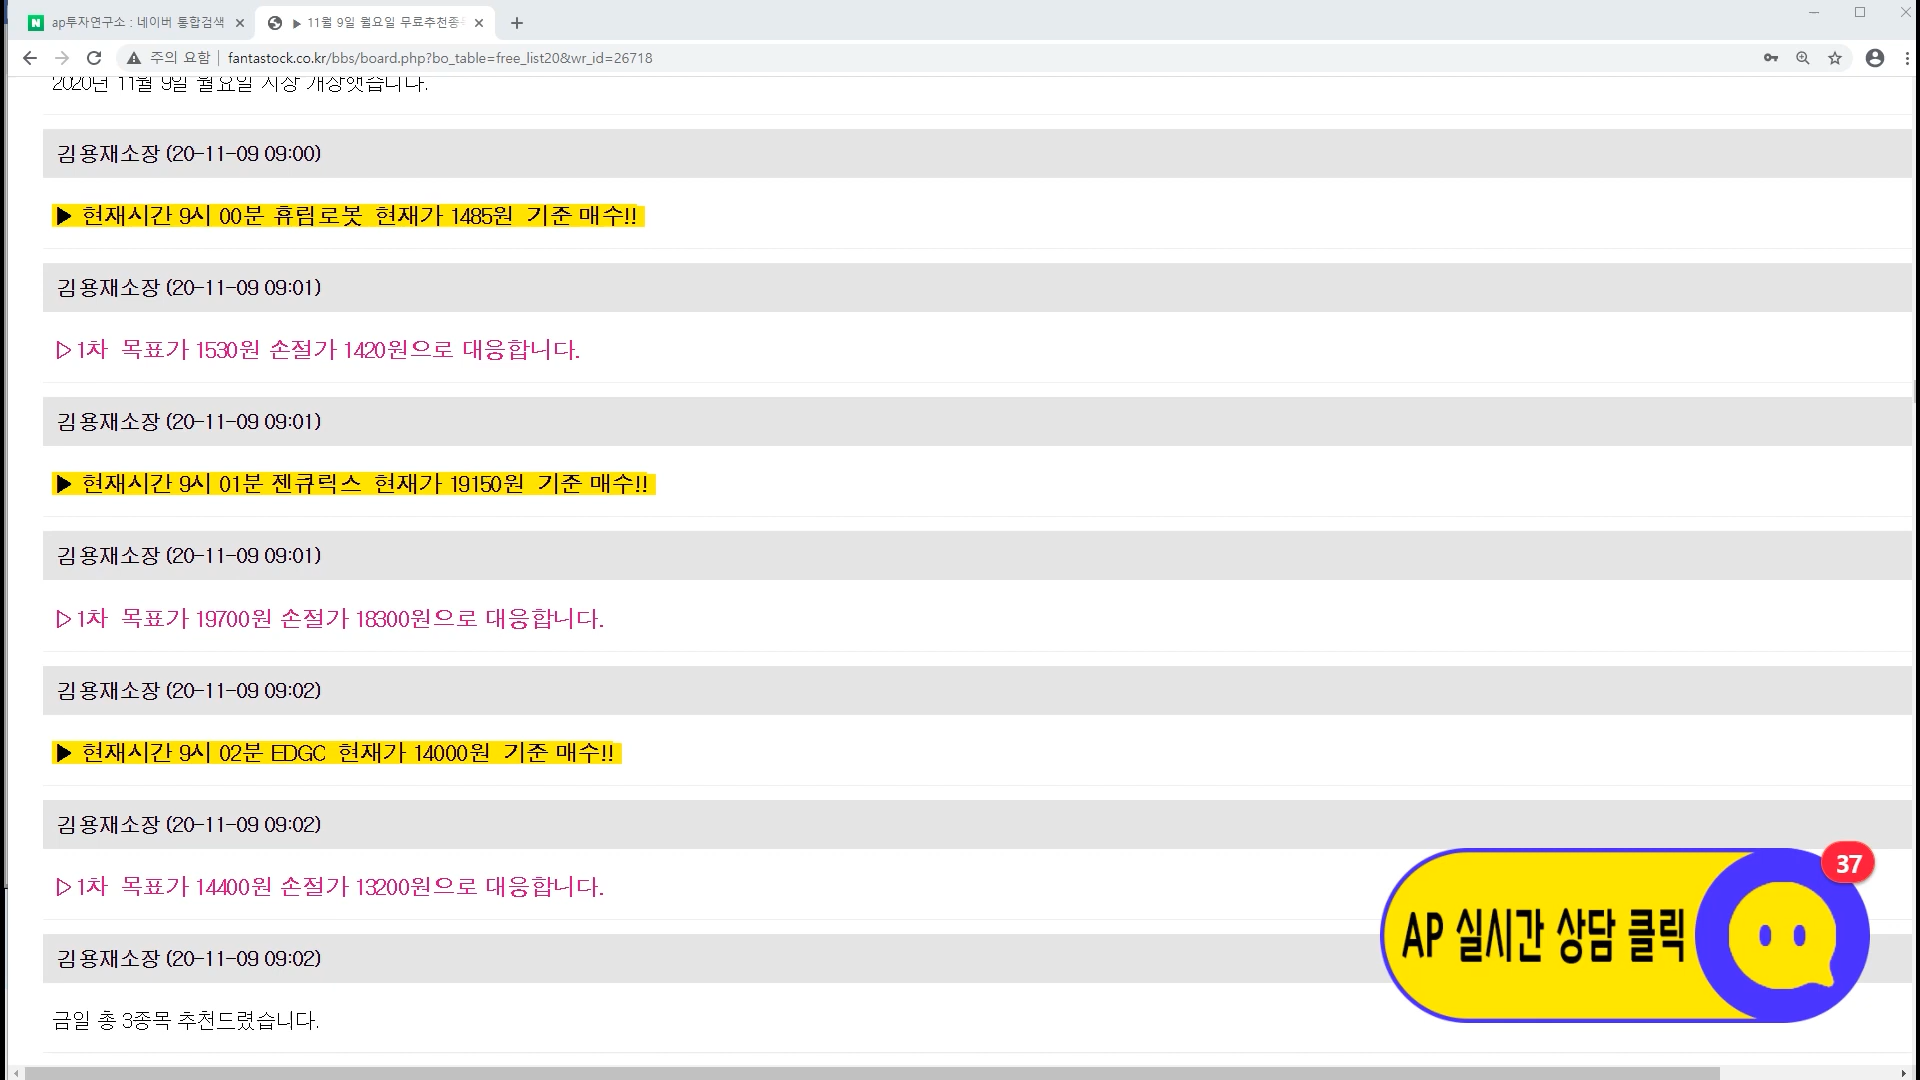 ap투자연구소 : 네이버 통합검색
▶ 11월 9일 월요일 무료추천종목
주의 요함
fantastock.co.kr/bbs/board.php?bo_table=free_list20&wr_id=26718
2020년 11월 9일 월요일 시장 개장했습니다.
김용재소장 (20-11-09 09:00)
▶ 현재시간 9시 00분 휴림로봇 현재가 1485원 기준 매수!!
김용재소장 (20-11-09 09:01)
▷1차 목표가 1530원 손절가 1420원으로 대응합니다.
김용재소장 (20-11-09 09:01)
▶ 현재시간 9시 01분 젠큐릭스 현재가 19150원 기준 매수!!
김용재소장 (20-11-09 09:01)
▷1차 목표가 19700원 손절가 18300원으로 대응합니다.
김용재소장 (20-11-09 09:02)
▶ 현재시간 9시 02분 EDGC 현재가 14000원 기준 매수!!
김용재소장 (20-11-09 09:02)
▷1차 목표가 14400원 손절가 13200원으로 대응합니다.
김용재소장 (20-11-09 09:02)
금일 총 3종목 추천드렸습니다.
37
AP 실시간 상담 클릭